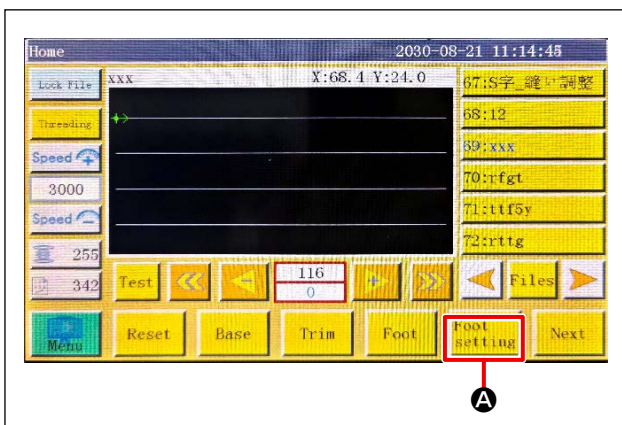 Home 2030-08-21 11:14:45
Lock File
xxx X:68.4 Y:24.0
67:S字_縫い調整
Threading
68:12
Speed
69:xxx
3000
70:rfgt
Speed
71:ttf5y
255
72:rttg
342
Test
116
0
Files
Menu
Reset
Base
Trim
Foot
Foot
setting
Next
A